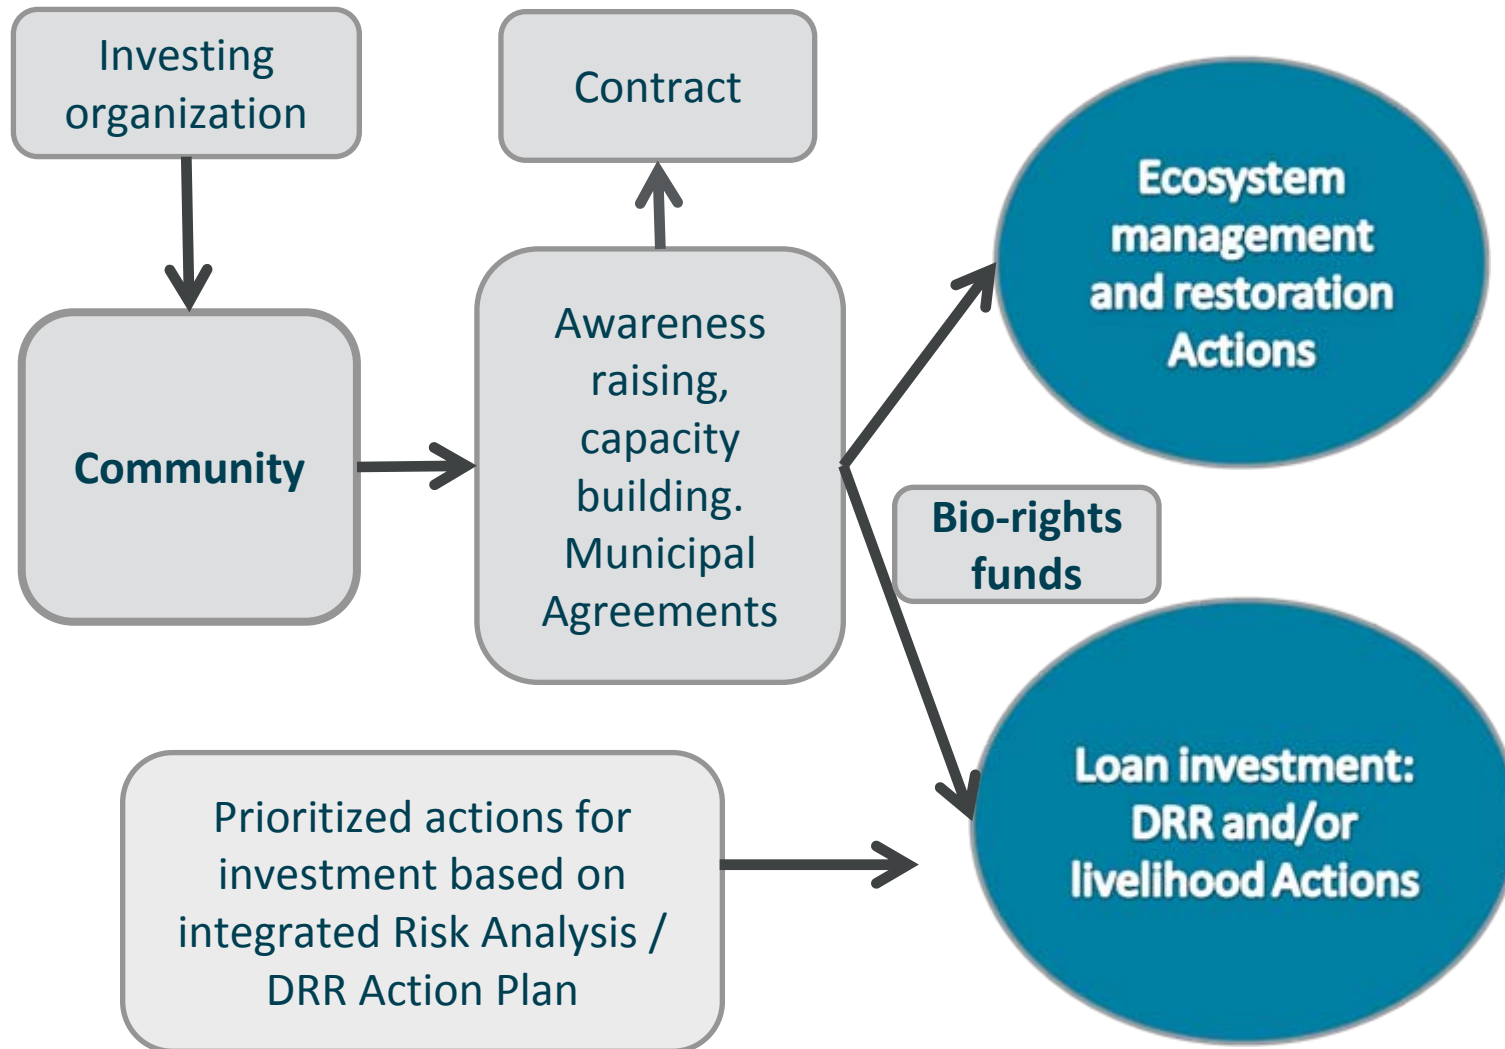 Investing
organization
Contract
Ecosystem
management
and restoration
Actions
Community
Awareness
raising,
capacity
building.
Municipal
Agreements
Bio-rights
funds
Prioritized actions for
investment based on
integrated Risk Analysis /
DRR Action Plan
Loan investment:
DRR and/or
livelihood Actions